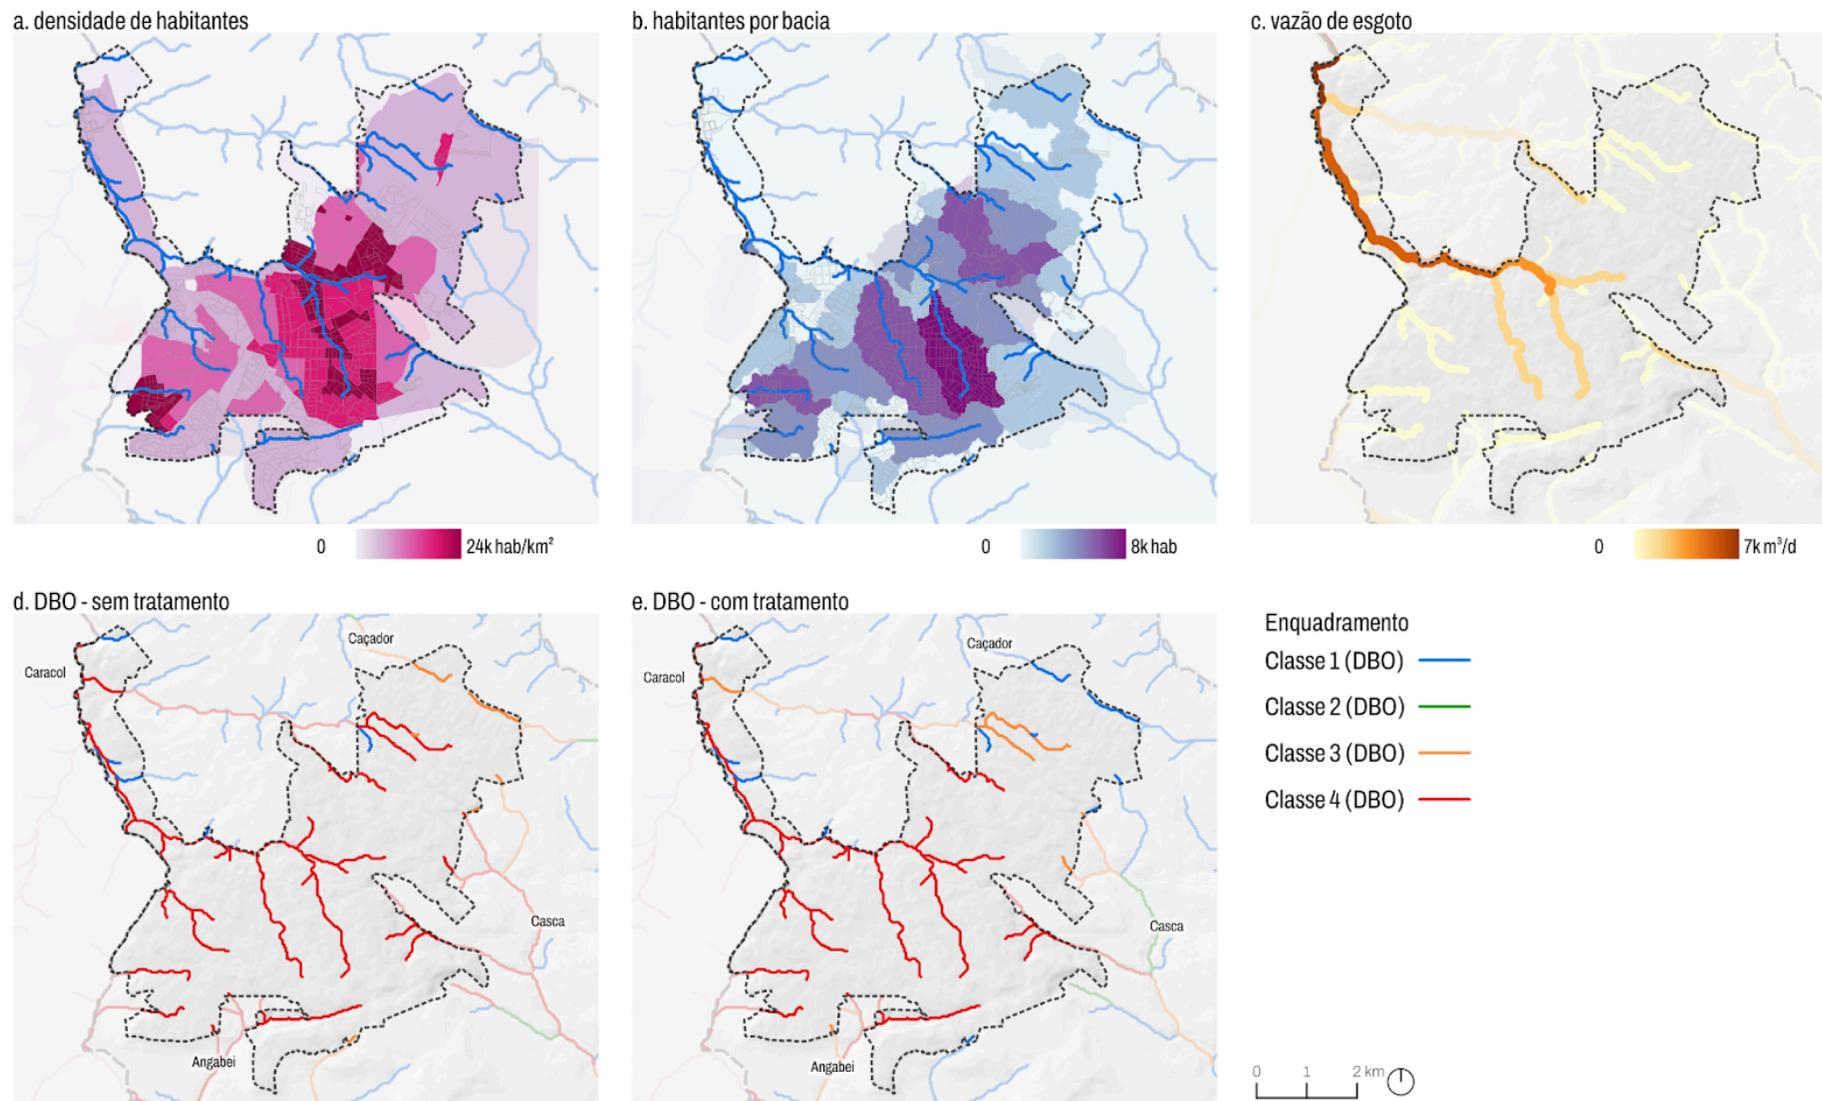 a. densidade de habitantes
b. habitantes por bacia
c. vazão de esgoto
0
24k hab/km²
0
8k hab
0
7k m³/d
d. DBO - sem tratamento
e. DBO - com tratamento
Caçador
Caracol
Casca
Angabei
Caçador
Caracol
Casca
Angabei
Enquadramento
Classe 1 (DBO)
Classe 2 (DBO)
Classe 3 (DBO)
Classe 4 (DBO)
0 1 2 km